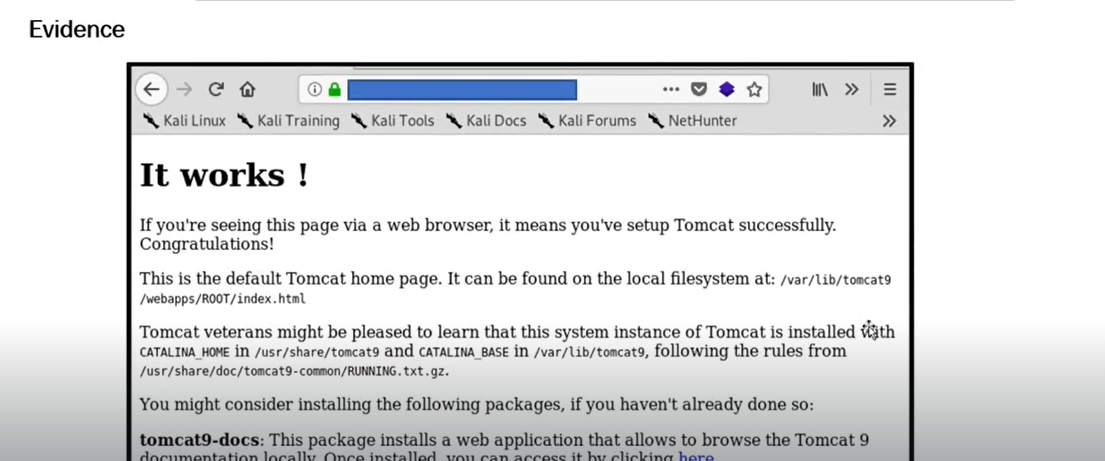 Evidence
Kali Linux Kali Training Kali Tools Kali Docs Kali Forums NetHunter
It works !
If you're seeing this page via a web browser, it means you've setup Tomcat successfully.
Congratulations!
This is the default Tomcat home page. It can be found on the local filesystem at: /var/lib/tomcat9
/webapps/ROOT/index.html
Tomcat veterans might be pleased to learn that this system instance of Tomcat is installed with
CATALINA_HOME in /usr/share/tomcat9 and CATALINA_BASE in /var/lib/tomcat9, following the rules from
/usr/share/doc/tomcat9-common/RUNNING.txt.gz.
You might consider installing the following packages, if you haven't already done so:
tomcat9-docs: This package installs a web application that allows to browse the Tomcat 9
documentation locally. Once installed, you can access it by clicking here.